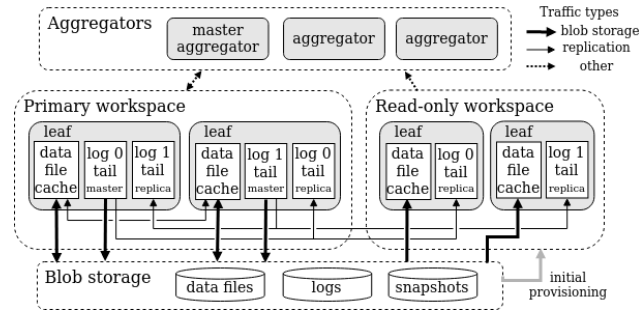 Aggregators
master
aggregator
aggregator
aggregator
Traffic types
blob storage
replication
other
Primary workspace
leaf
data
file
cache
log 0
tail
master
log 1
tail
replica
leaf
data
file
cache
log 1
tail
master
log 0
tail
replica
Read-only workspace
leaf
data
file
cache
log 0
tail
replica
leaf
data
file
cache
log 1
tail
replica
Blob storage
data files
logs
snapshots
initial
provisioning